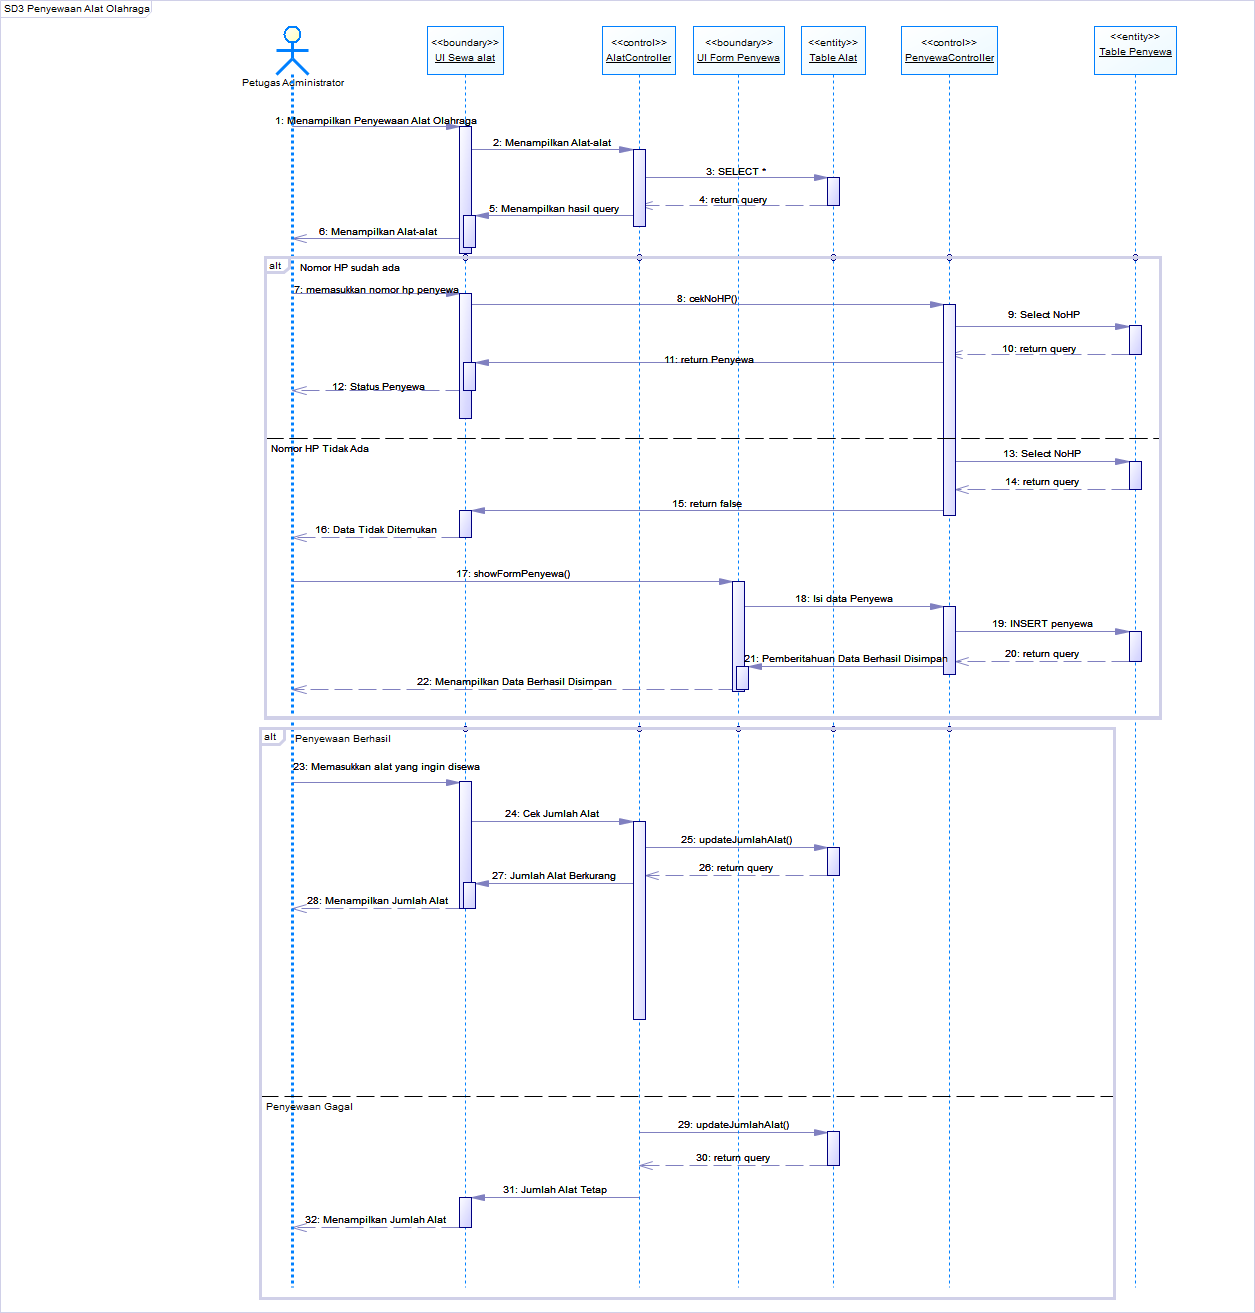 SD3 Penyewaan Alat Olahraga
Petugas Administrator
<<boundary>>
UI Sewa alat
<<control>>
AlatController
<<boundary>>
UI Form Penyewa
<<entity>>
Table Alat
<<control>>
PenyewaController
<<entity>>
Table Penyewa
1: Menampilkan Penyewaan Alat Olahraga
2: Menampilkan Alat-alat
3: SELECT *
4: return query
5: Menampilkan hasil query
6: Menampilkan Alat-alat
alt
Nomor HP sudah ada
7: memasukkan nomor hp penyewa
8: cekNoHP()
9: Select NoHP
10: return query
11: return Penyewa
12: Status Penyewa
Nomor HP Tidak Ada
13: Select NoHP
14: return query
15: return false
16: Data Tidak Ditemukan
17: showFormPenyewa()
18: Isi data Penyewa
19: INSERT penyewa
20: return query
21: Pemberitahuan Data Berhasil Disimpan
22: Menampilkan Data Berhasil Disimpan
alt
Penyewaan Berhasil
23: Memasukkan alat yang ingin disewa
24: Cek Jumlah Alat
25: updateJumlahAlat()
26: return query
27: Jumlah Alat Berkurang
28: Menampilkan Jumlah Alat
Penyewaan Gagal
29: updateJumlahAlat()
30: return query
31: Jumlah Alat Tetap
32: Menampilkan Jumlah Alat